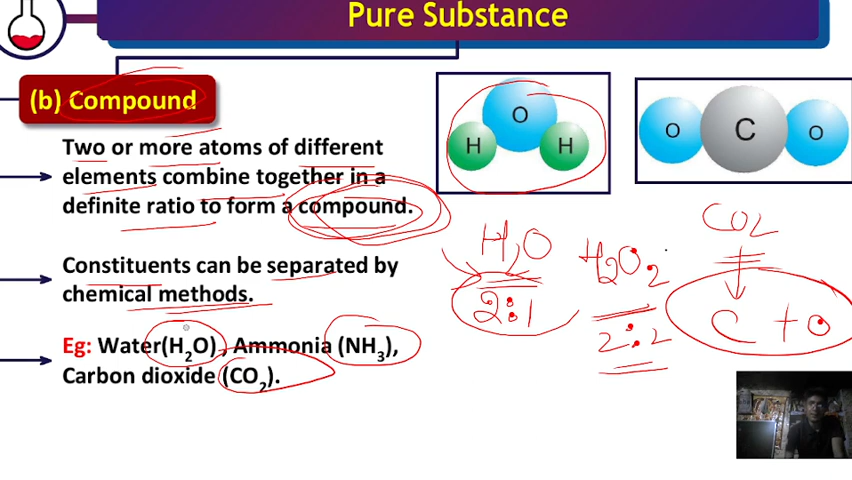 Pure Substance
(b) Compound
Two or more atoms of different
elements combine together in a
definite ratio to form a compound.
Constituents can be separated by
chemical methods.
Eg: Water(H2O), Ammonia (NH3),
Carbon dioxide (CO2).
O
H H
O C O
H2O
2:1
H2O2
2:2
CO2
C + O